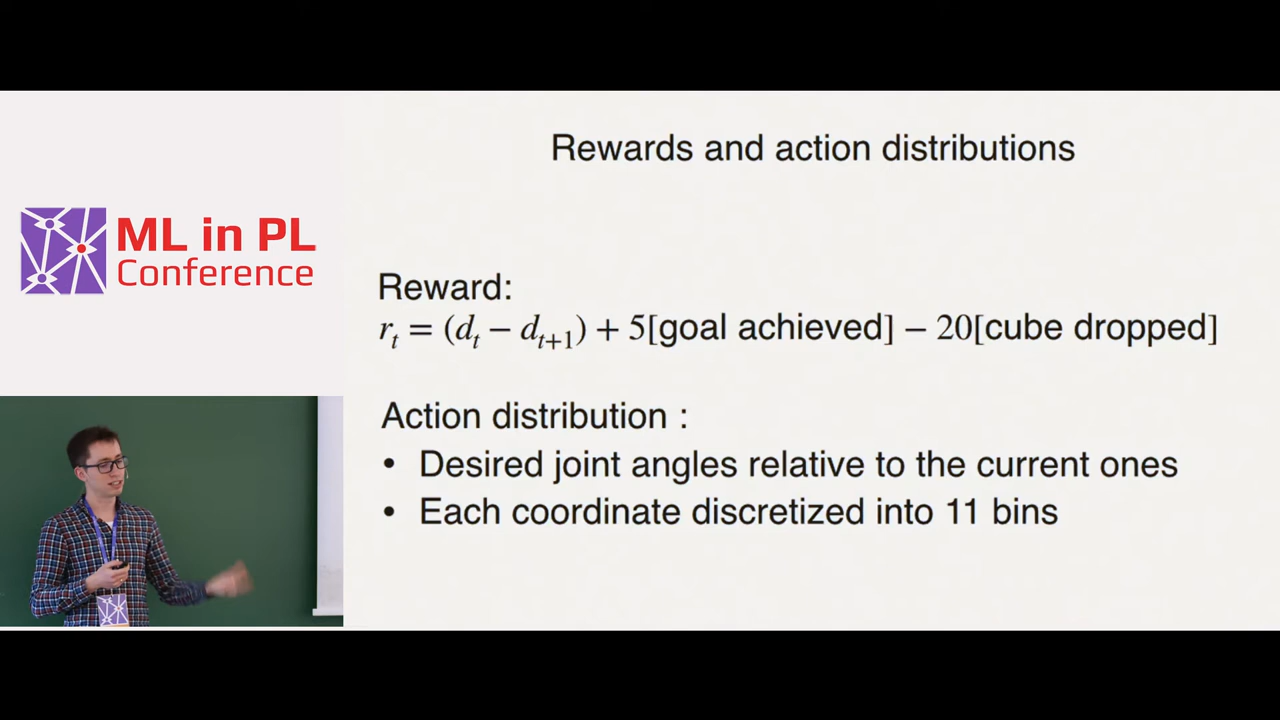 Rewards and action distributions
ML in PL
Conference
Reward:
r_t = (d_t − d_{t+1}) + 5[goal achieved] − 20[cube dropped]
Action distribution :
• Desired joint angles relative to the current ones
• Each coordinate discretized into 11 bins